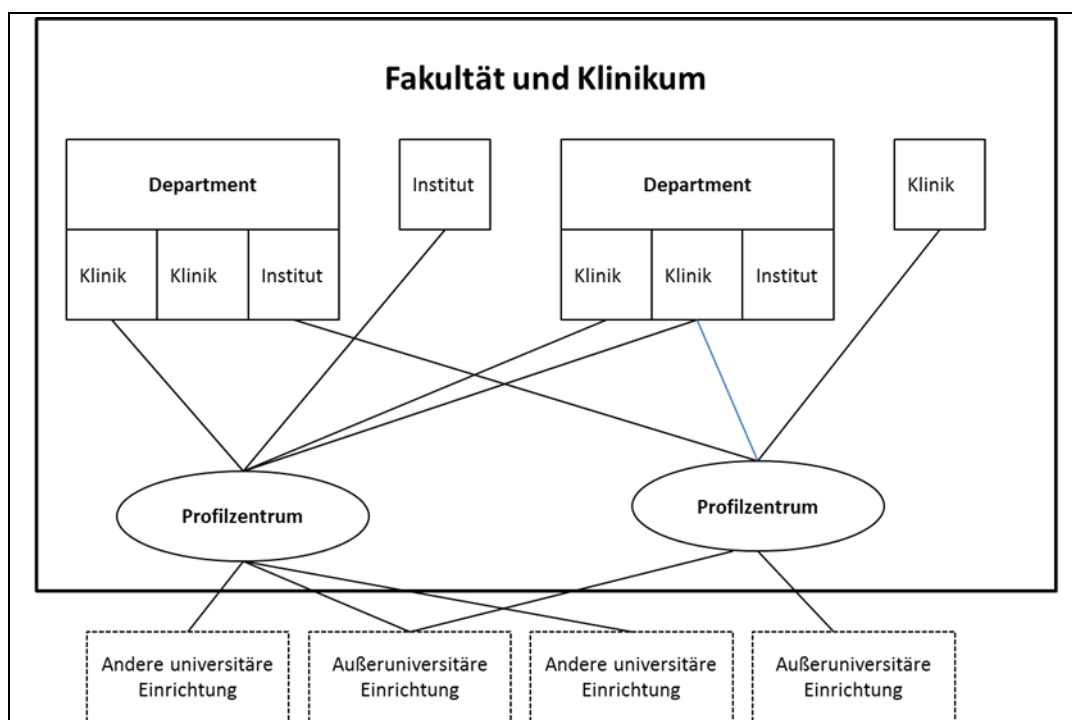 Fakultät und Klinikum
Department
Institut
Department
Klinik
Klinik
Klinik
Institut
Klinik
Klinik
Institut
Profilzentrum
Profilzentrum
Andere universitäre
Einrichtung
Außeruniversitäre
Einrichtung
Andere universitäre
Einrichtung
Außeruniversitäre
Einrichtung